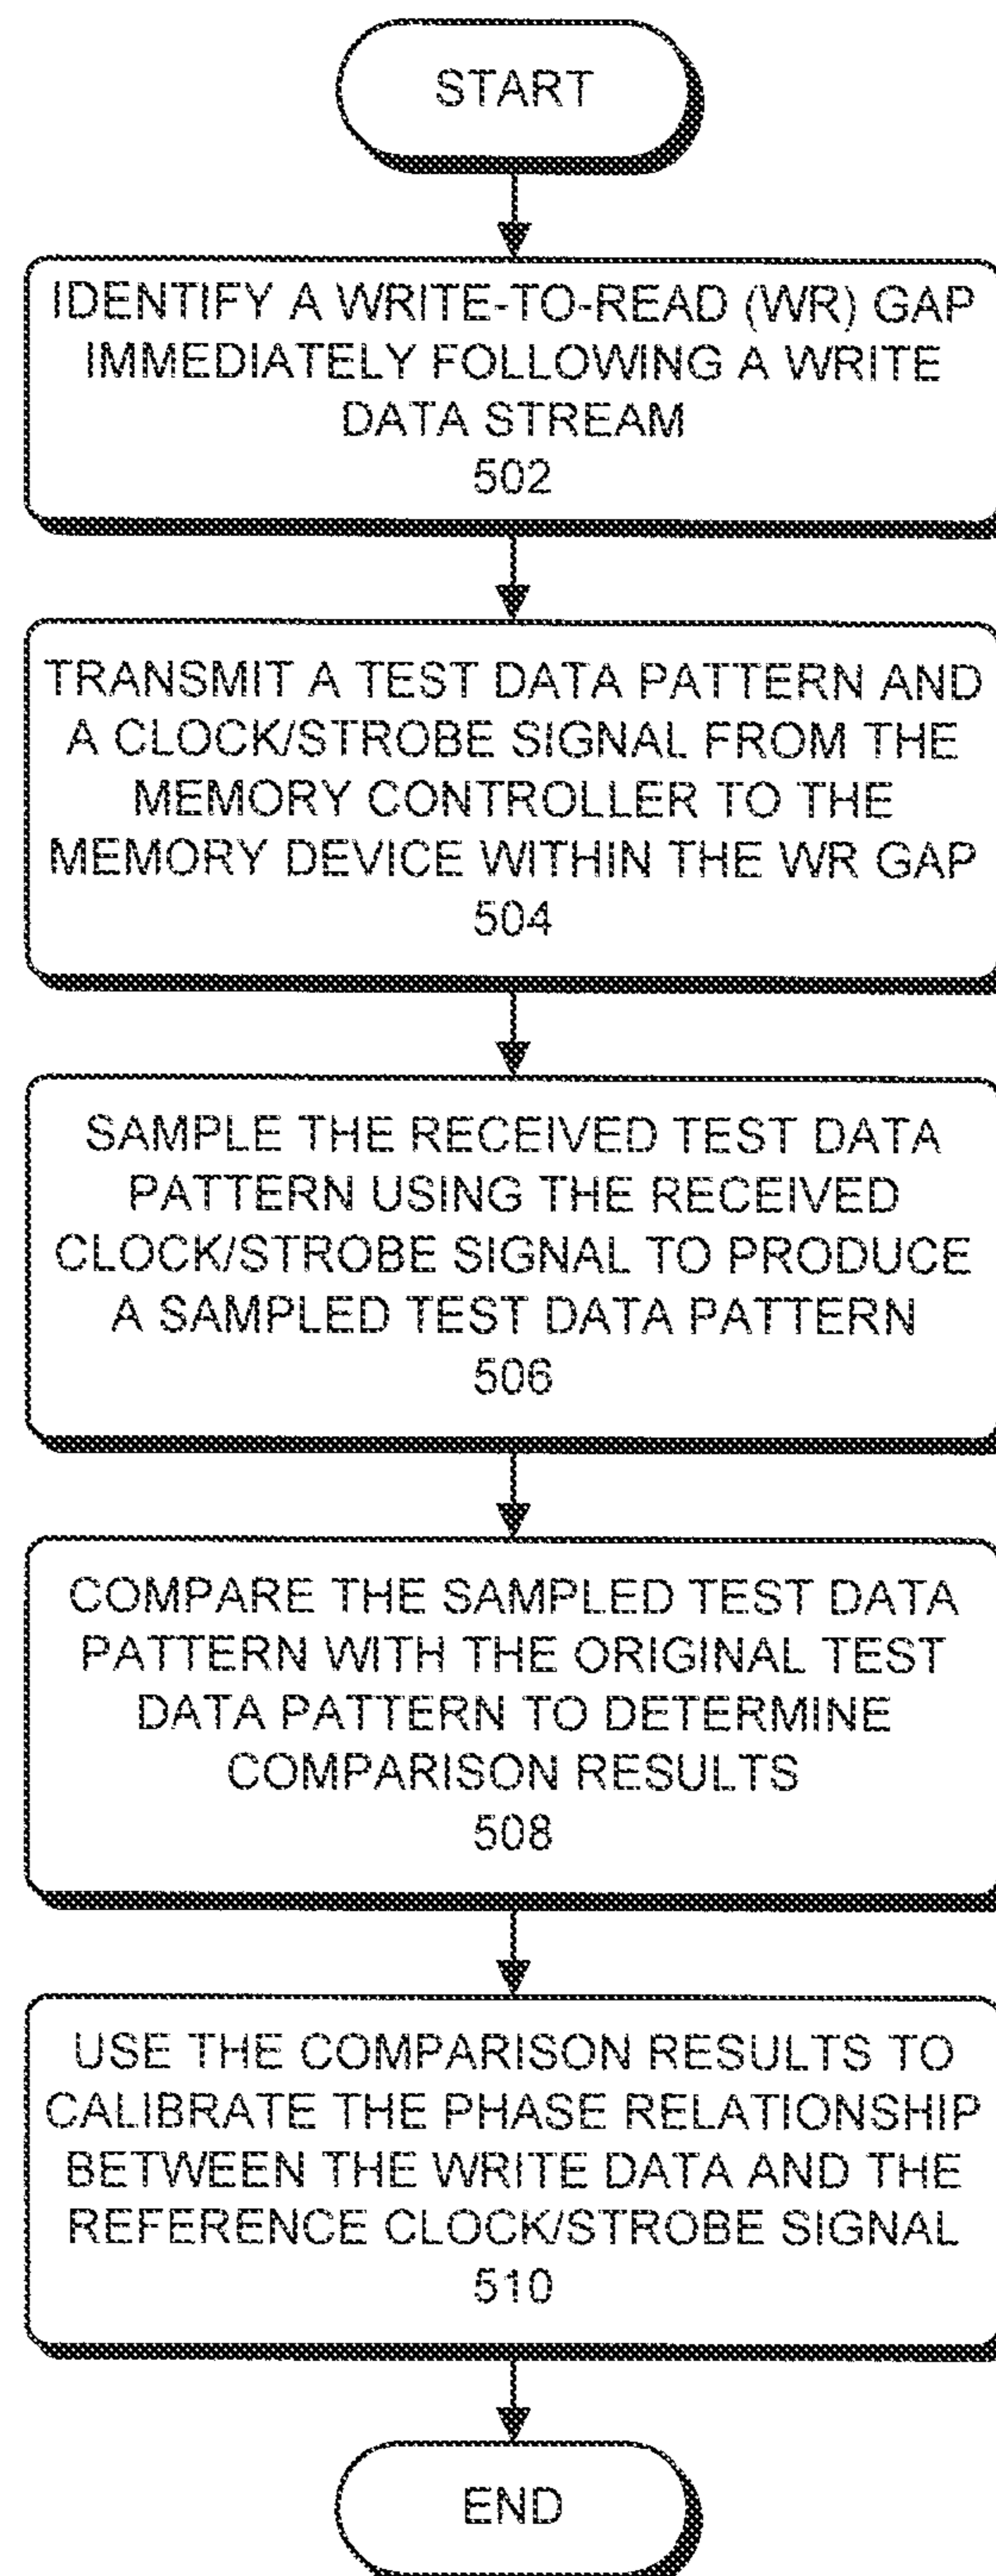 START
IDENTIFY A WRITE-TO-READ (WR) GAP
IMMEDIATELY FOLLOWING A WRITE
DATA STREAM
502
TRANSMIT A TEST DATA PATTERN AND
A CLOCK/STROBE SIGNAL FROM THE
MEMORY CONTROLLER TO THE
MEMORY DEVICE WITHIN THE WR GAP
504
SAMPLE THE RECEIVED TEST DATA
PATTERN USING THE RECEIVED
CLOCK/STROBE SIGNAL TO PRODUCE
A SAMPLED TEST DATA PATTERN
506
COMPARE THE SAMPLED TEST DATA
PATTERN WITH THE ORIGINAL TEST
DATA PATTERN TO DETERMINE
COMPARISON RESULTS
508
USE THE COMPARISON RESULTS TO
CALIBRATE THE PHASE RELATIONSHIP
BETWEEN THE WRITE DATA AND THE
REFERENCE CLOCK/STROBE SIGNAL
510
END